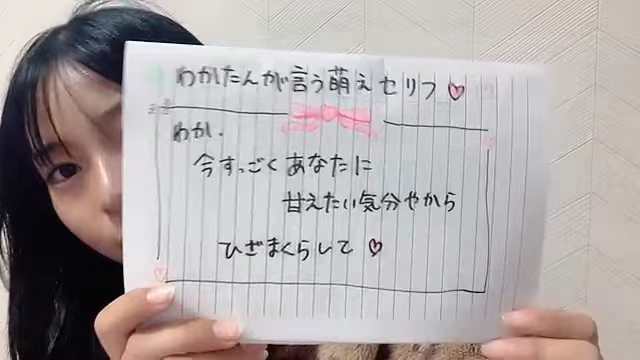 わかたんが言う萌えセリフ♡
わか.
今すっごくあなたに
甘えたい気分やから
ひざまくらして♡